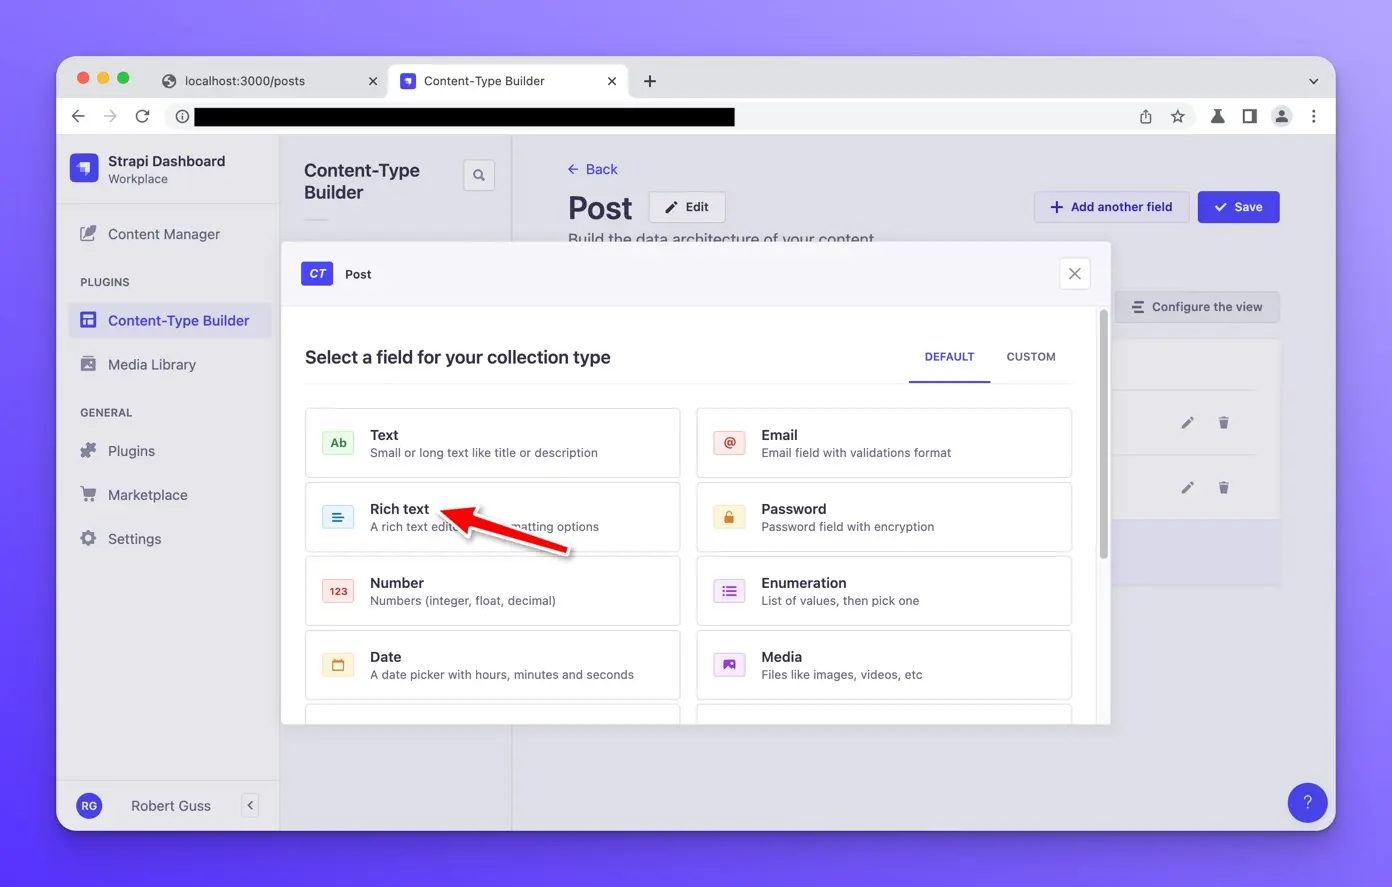 localhost:3000/posts
Content-Type Builder
Strapi Dashboard
Workplace
Content Manager
PLUGINS
Content-Type Builder
Media Library
GENERAL
Plugins
Marketplace
Settings
RG
Robert Guss
Content-Type
Builder
Back
Post
Edit
Build the data architecture of your content
Add another field
Save
Configure the view
CT
Post
Select a field for your collection type
DEFAULT
CUSTOM
Ab
Text
Small or long text like title or description
@
Email
Email field with validations format
Rich text
A rich text matting options
Password
Password field with encryption
123
Number
Numbers (integer, float, decimal)
Enumeration
List of values, then pick one
Date
A date picker with hours, minutes and seconds
Media
Files like images, videos, etc
?